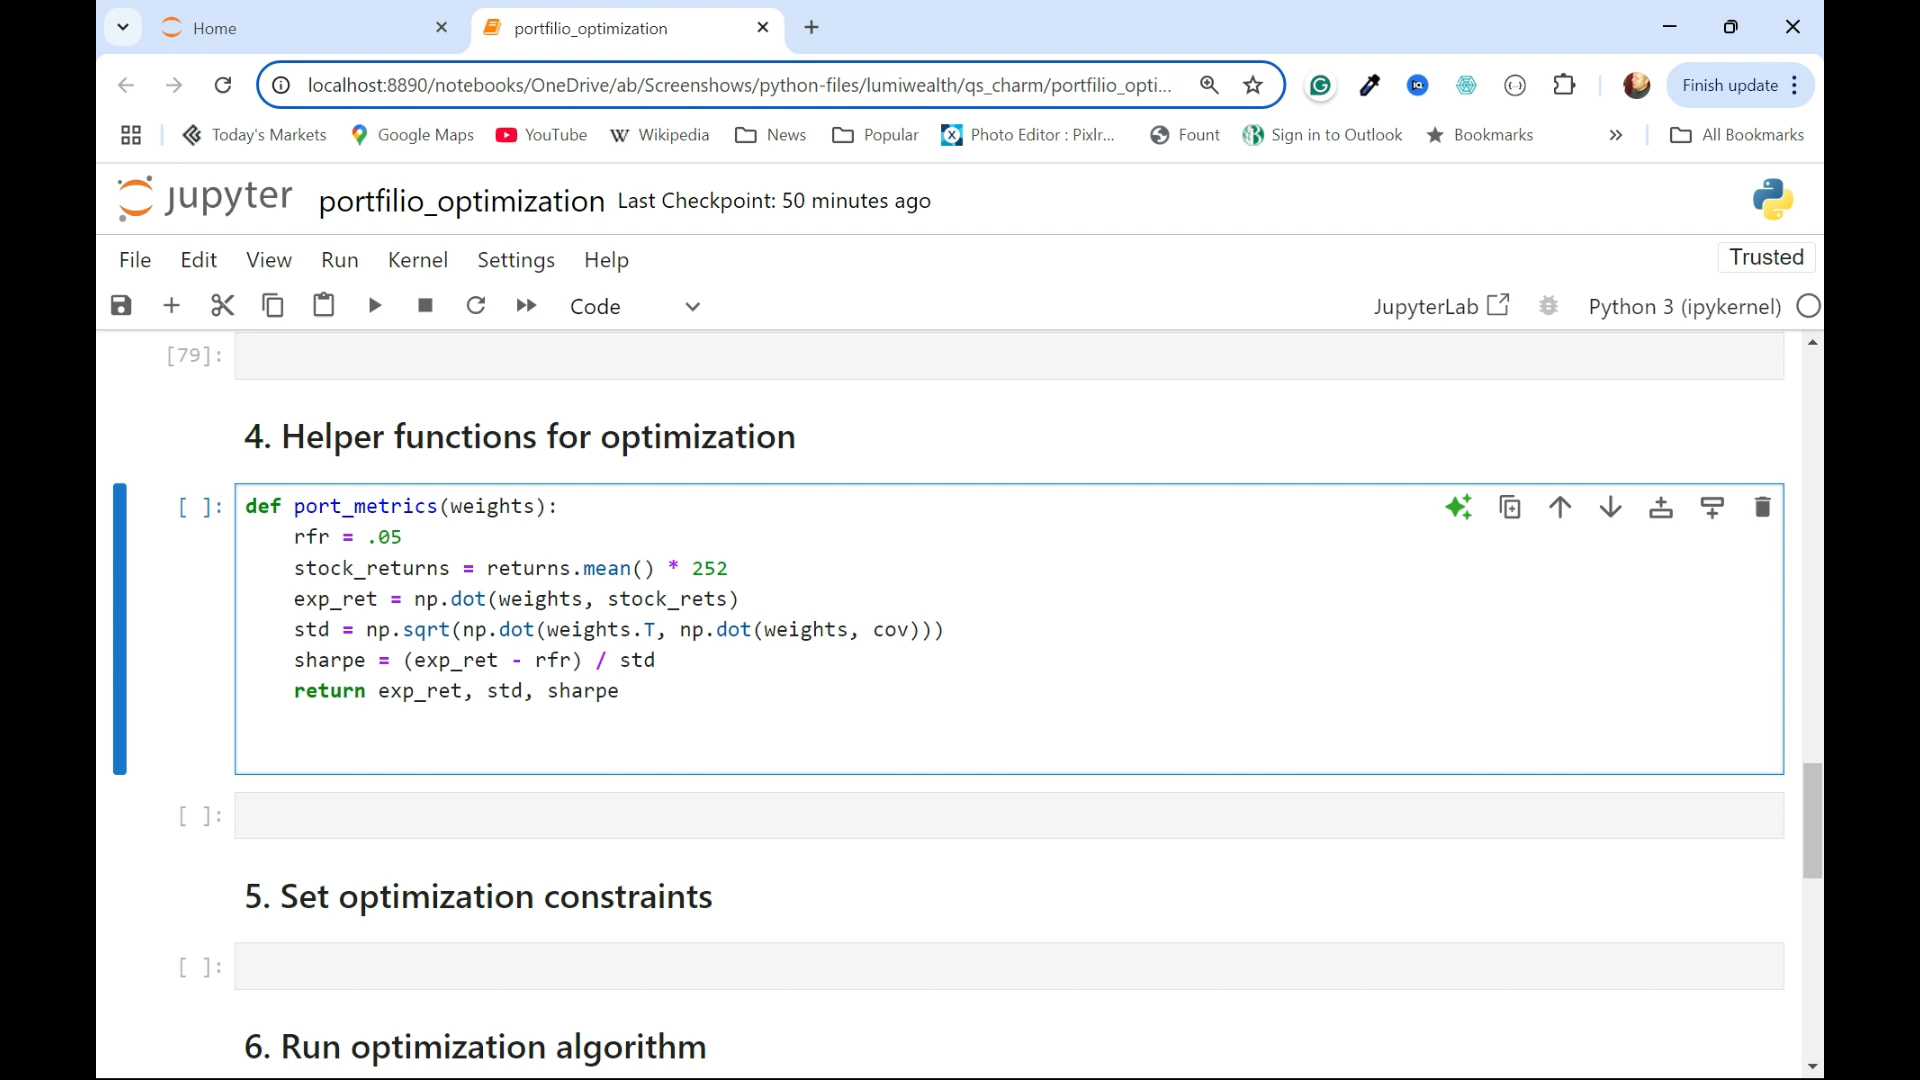 Home
portfilio_optimization
localhost:8890/notebooks/OneDrive/ab/Screenshows/python-files/lumiwealth/qs_charm/portfilio_opti...
Finish update
Today's Markets
Google Maps
YouTube
Wikipedia
News
Popular
Photo Editor : Pixlr...
Fount
Sign in to Outlook
Bookmarks
»
All Bookmarks
jupyter
portfilio_optimization
Last Checkpoint: 50 minutes ago
File Edit View Run Kernel Settings Help
Trusted
Code
JupyterLab
Python 3 (ipykernel)
[79]:
4. Helper functions for optimization
[ ]:
def port_metrics(weights):
    rfr = .05
    stock_returns = returns.mean() * 252
    exp_ret = np.dot(weights, stock_rets)
    std = np.sqrt(np.dot(weights.T, np.dot(weights, cov)))
    sharpe = (exp_ret - rfr) / std
    return exp_ret, std, sharpe
[ ]:
5. Set optimization constraints
[ ]:
6. Run optimization algorithm